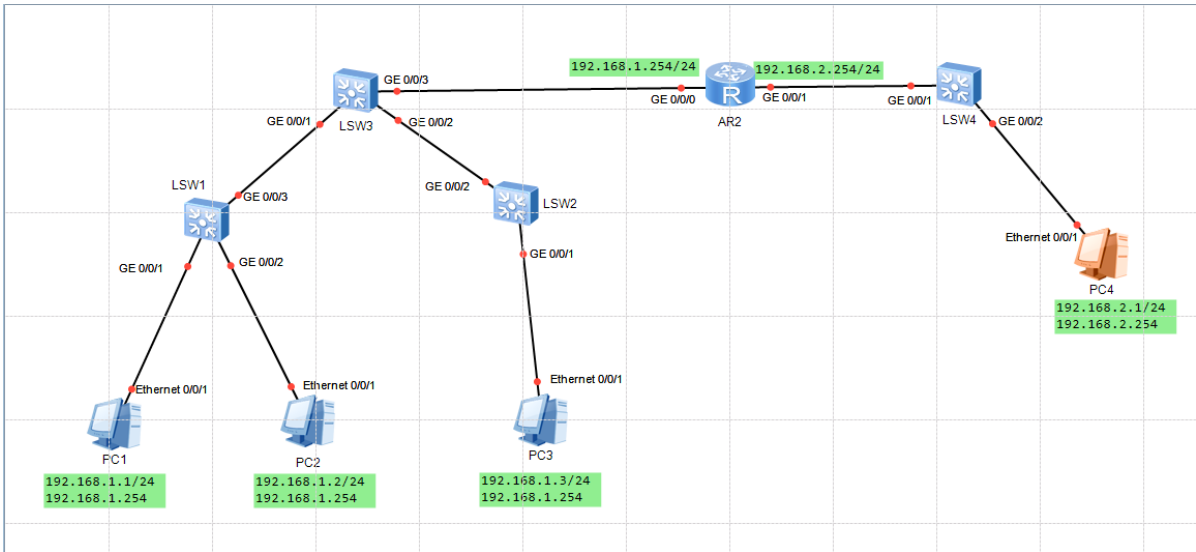 192.168.1.254/24
192.168.2.254/24
GE 0/0/3
GE 0/0/0
GE 0/0/1
AR2
GE 0/0/1
LSW4
GE 0/0/2
GE 0/0/1
LSW3
GE 0/0/2
LSW1
GE 0/0/3
GE 0/0/2
LSW2
GE 0/0/1
GE 0/0/2
GE 0/0/1
Ethernet 0/0/1
PC4
192.168.2.1/24
192.168.2.254
Ethernet 0/0/1
Ethernet 0/0/1
Ethernet 0/0/1
PC1
192.168.1.1/24
192.168.1.254
PC2
192.168.1.2/24
192.168.1.254
PC3
192.168.1.3/24
192.168.1.254